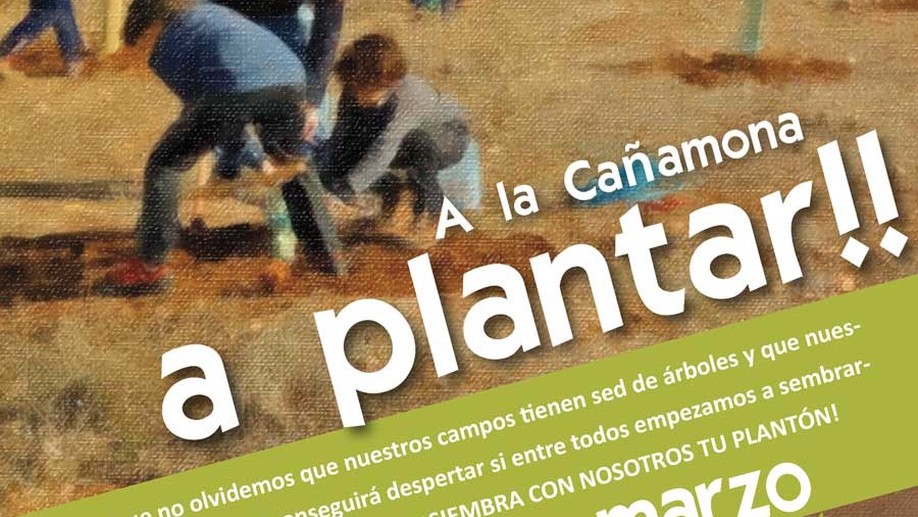 A la Cañamona
a plantar!!
no olvidemos que nuestros campos tienen sed de árboles y que nues-
conseguirá despertar si entre todos empezamos a sembrar-
SIEMBRA CON NOSOTROS TU PLANTÓN!
marzo